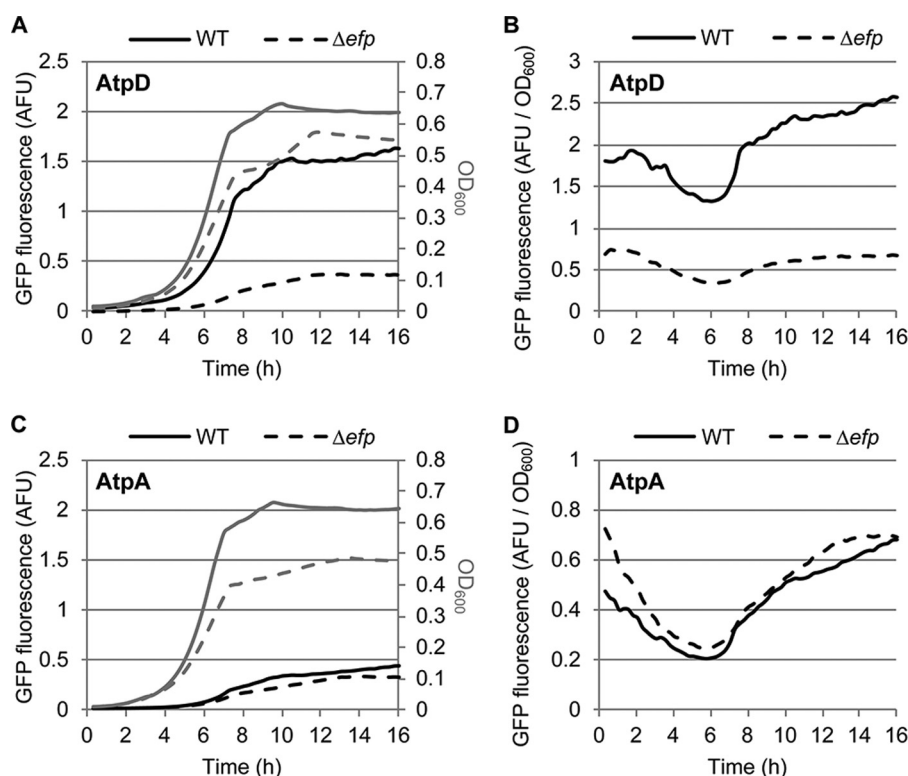 A
WT Δefp
AtpD
GFP fluorescence (AFU)
2.5
2
1.5
1
0.5
0
0.8
0.7
0.6
0.5
0.4
0.3
0.2
0.1
0
OD600
0 2 4 6 8 10 12 14 16
Time (h)
B
WT Δefp
AtpD
GFP fluorescence (AFU / OD600)
3
2.5
2
1.5
1
0.5
0
0 2 4 6 8 10 12 14 16
Time (h)
C
WT Δefp
AtpA
GFP fluorescence (AFU)
2.5
2
1.5
1
0.5
0
0.8
0.7
0.6
0.5
0.4
0.3
0.2
0.1
0
OD600
0 2 4 6 8 10 12 14 16
Time (h)
D
WT Δefp
AtpA
GFP fluorescence (AFU / OD600)
1
0.8
0.6
0.4
0.2
0
0 2 4 6 8 10 12 14 16
Time (h)